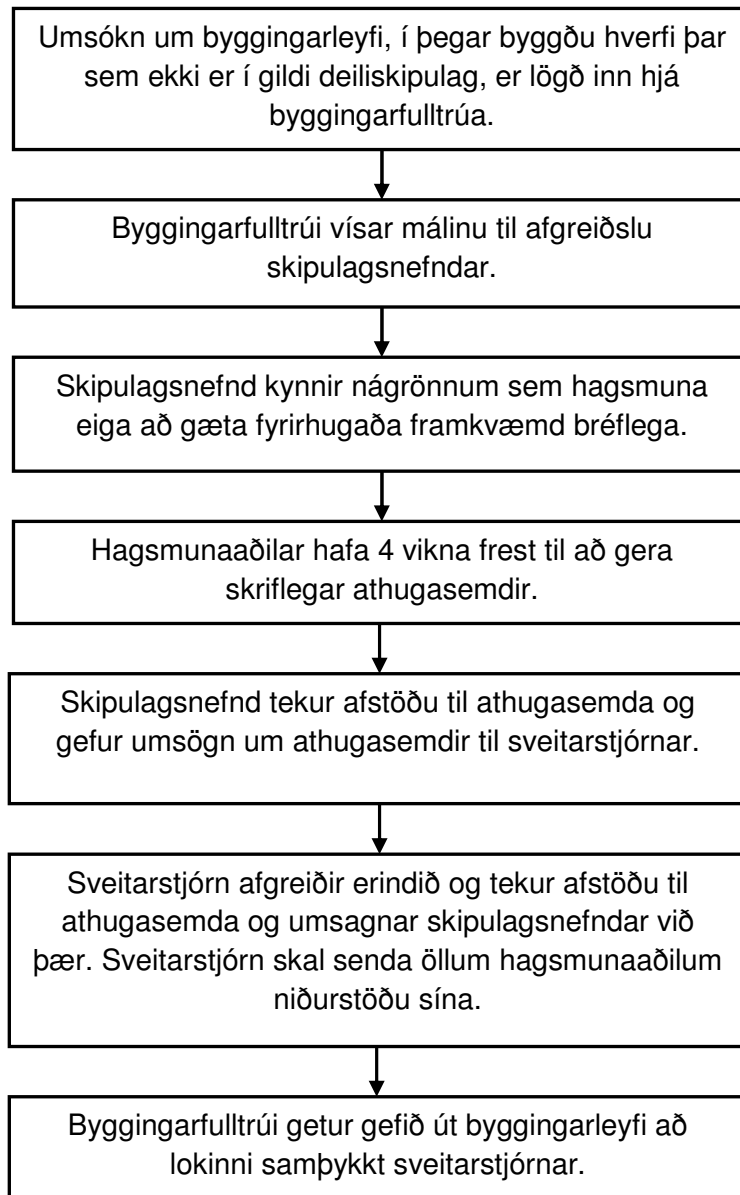 Umsókn um byggingarleyfi, í þegar byggðu hverfi þar
sem ekki er í gildi deiliskipulag, er lögð inn hjá
byggingarfulltrúa.
Byggingarfulltrúi vísar málinu til afgreiðslu
skipulagsnefndar.
Skipulagsnefnd kynnir nágrönnum sem hagsmuna
eiga að gæta fyrirhugaða framkvæmd bréflega.
Hagsmunaaðilar hafa 4 vikna frest til að gera
skriflegar athugasemdir.
Skipulagsnefnd tekur afstöðu til athugasemda og
gefur umsögn um athugasemdir til sveitarstjórnar.
Sveitarstjórn afgreiðir erindið og tekur afstöðu til
athugasemda og umsagnar skipulagsnefndar við
þær. Sveitarstjórn skal senda öllum hagsmunaaðilum
niðurstöðu sína.
Byggingarfulltrúi getur gefið út byggingarleyfi að
lokinni samþykkt sveitarstjórnar.